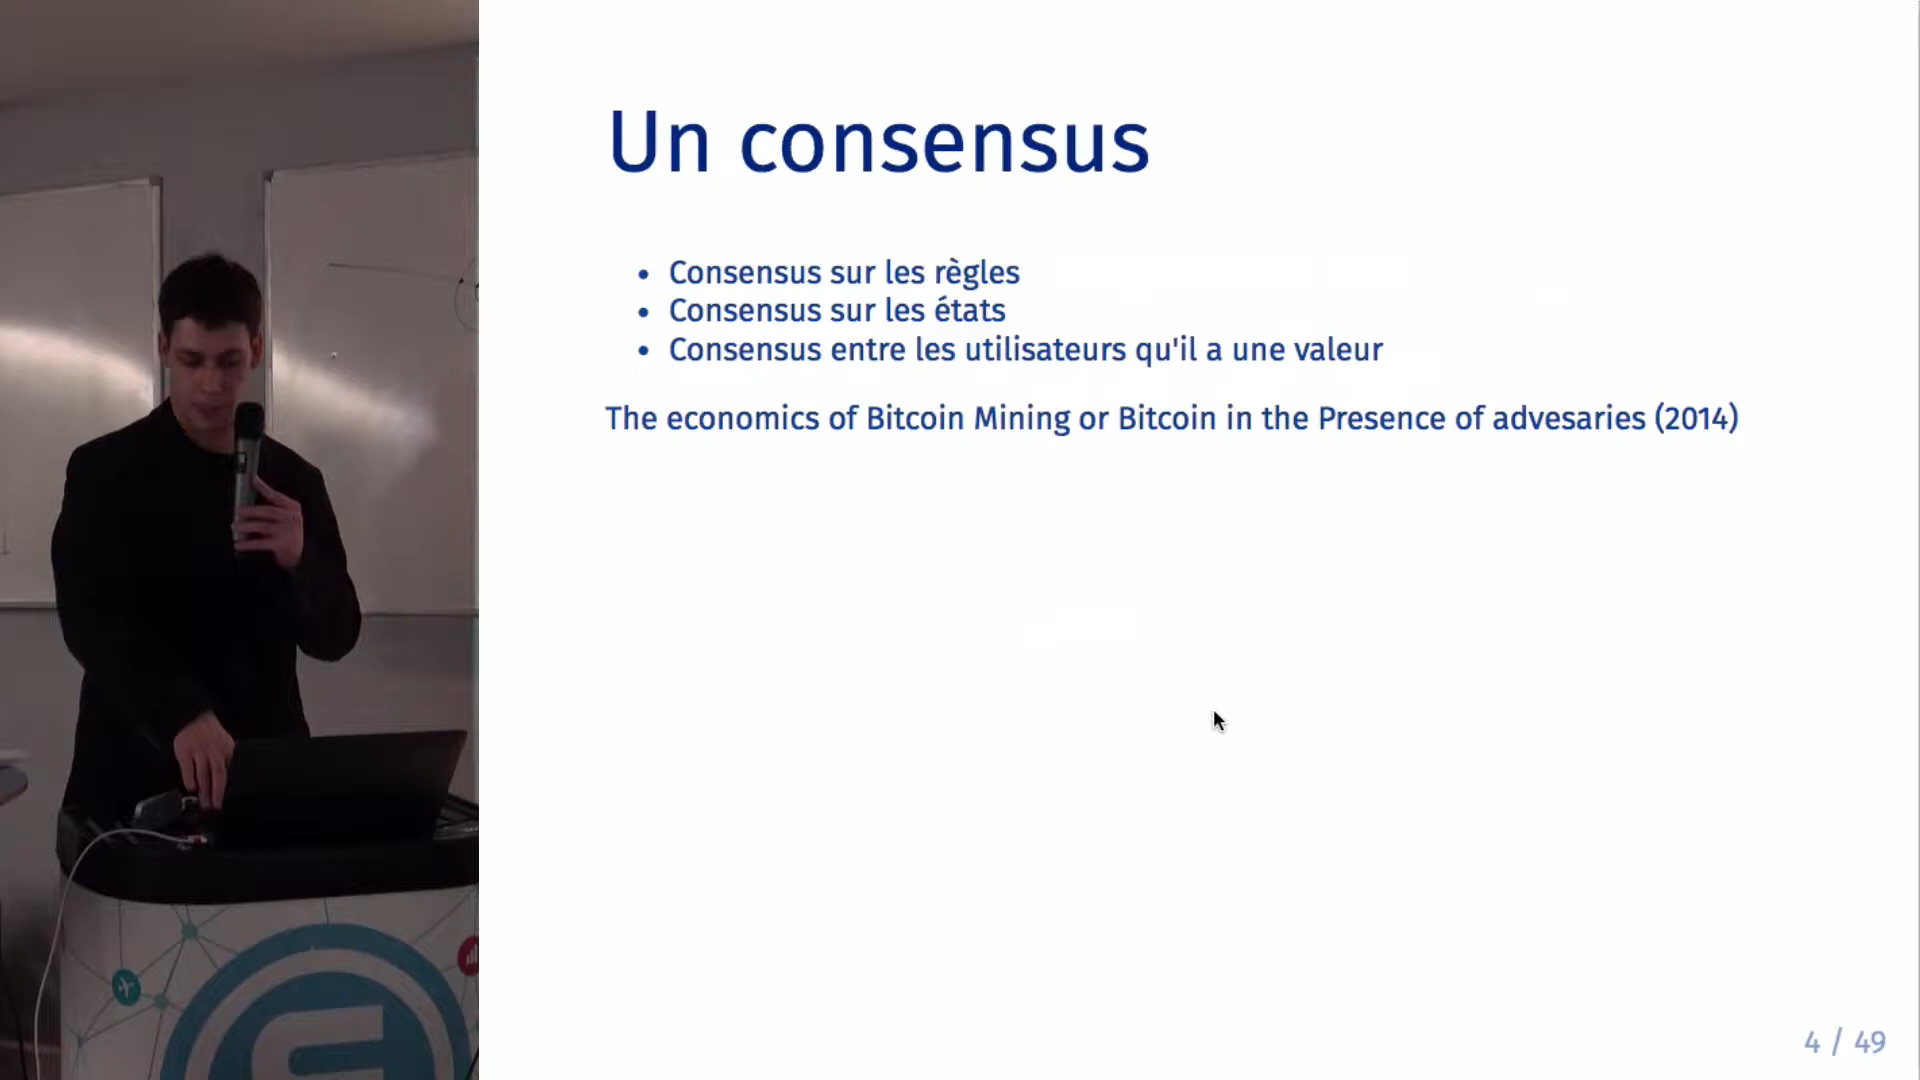 Un consensus
• Consensus sur les règles
• Consensus sur les états
• Consensus entre les utilisateurs qu'il a une valeur
The economics of Bitcoin Mining or Bitcoin in the Presence of advesaries (2014)
4 / 49